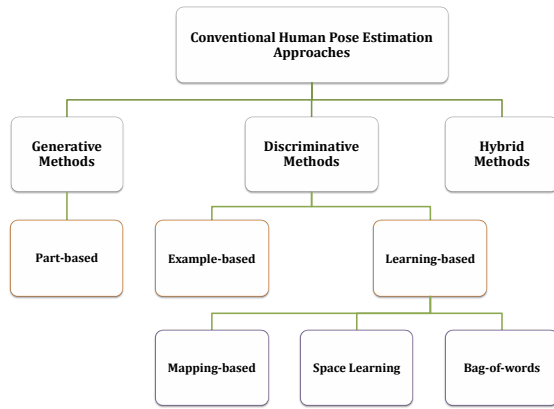 Conventional Human Pose Estimation
Approaches
Generative
Methods
Discriminative
Methods
Hybrid
Methods
Part-based
Example-based
Learning-based
Mapping-based
Space Learning
Bag-of-words